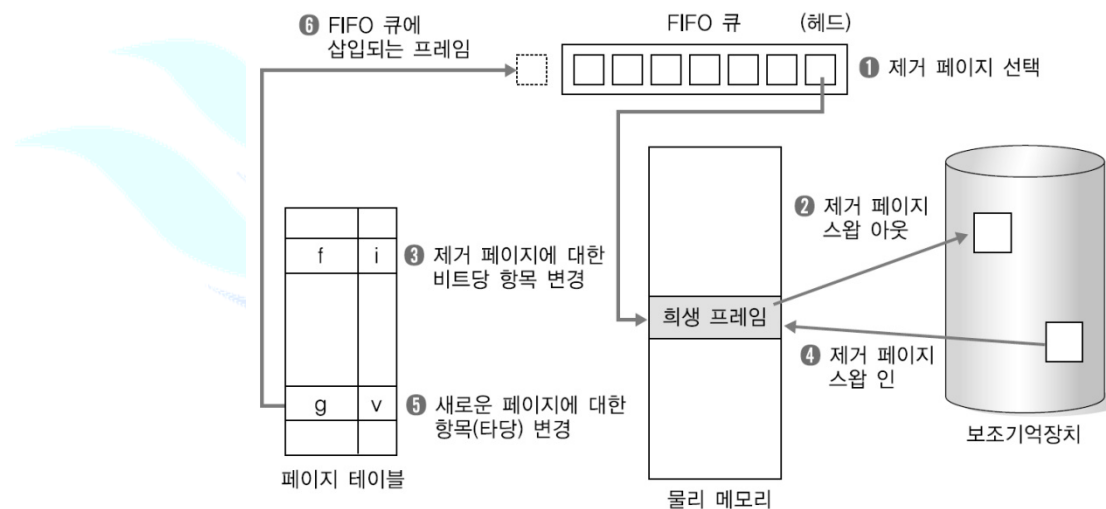 ❻ FIFO 큐에
삽입되는 프레임
FIFO 큐
(헤드)
❶ 제거 페이지 선택
❷ 제거 페이지
스왑 아웃
f
i
❸ 제거 페이지에 대한
비트당 항목 변경
희생 프레임
❹ 제거 페이지
스왑 인
g
v
❺ 새로운 페이지에 대한
항목(타당) 변경
보조기억장치
페이지 테이블
물리 메모리